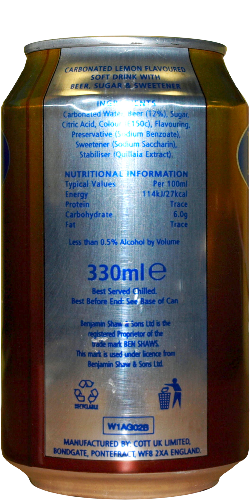 CARBONATED LEMON FLAVOURED
SOFT DRINK WITH
BEER, SUGAR & SWEETENER
INGREDIENTS
Carbonated Water, Beer (12%), Sugar,
Citric Acid, Colour (150c), Flavouring,
Preservative (Sodium Benzoate),
Sweetener (Sodium Saccharin),
Stabiliser (Quillaia Extract).
NUTRITIONAL INFORMATION
Typical Values Per 100ml
Energy 114kJ/27kcal
Protein Trace
Carbohydrate 6.0g
Fat Trace
Less than 0.5% Alcohol by Volume
330ml e
Best Served Chilled.
Best Before End: See Base of Can
Benjamin Shaw & Sons Ltd is the
registered Proprietor of the
trade mark BEN SHAWS.
This mark is used under licence from
Benjamin Shaw & Sons Ltd.
RECYCLABLE
W1AG02B
MANUFACTURED BY: COTT UK LIMITED,
BONDGATE, PONTEFRACT, WF8 2XA ENGLAND.